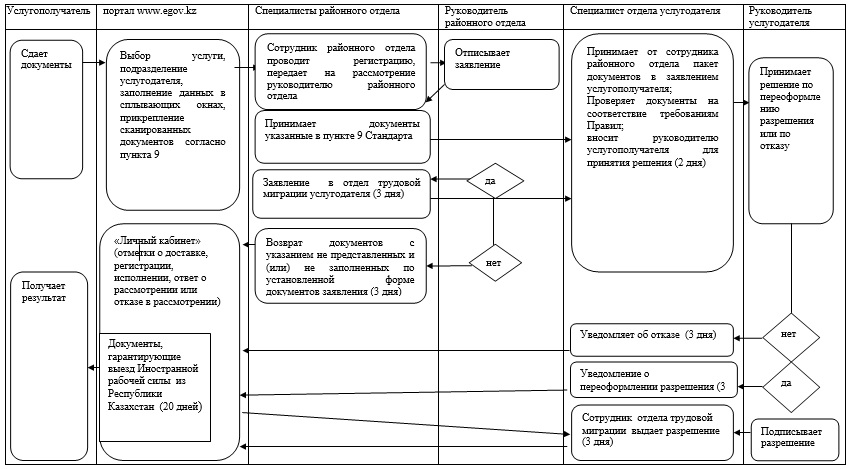 Услугополучатель
портал www.egov.kz
Специалисты районного отдела
Руководитель
районного отдела
Специалист отдела услугодателя
Руководитель
услугодателя
Сдает
документы
Выбор услуги,
подразделение
услугодателя,
заполнение данных в
сплывающих окнах,
прикрепление
сканированных
документов согласно
пункта 9
Сотрудник районного отдела
проводит регистрацию,
передает на рассмотрение
руководителю районного
отдела
Отписывает
заявление
Принимает от сотрудника
районного отдела пакет
документов в заявлением
услугополучателя;
Проверяет документы на
соответствие требованиям
Правил;
вносит руководителю
услугополучателя для
принятия решения (2 дня)
Принимает
решение по
переоформле
нию
разрешения
или по
отказу
Принимает документы
указанные в пункте 9 Стандарта
Заявление в отдел трудовой
миграции услугодателя (3 дня)
да
Возврат документов с
указанием не представленных и
(или) не заполненных по
установленной форме
документов заявления (3 дня)
нет
«Личный кабинет»
(отметки о доставке,
регистрации,
исполнении, ответ о
рассмотрении или
отказе в рассмотрении)
Получает
результат
Документы,
гарантирующие
выезд Иностранной
рабочей силы из
Республики
Казахстан (20 дней)
Уведомляет об отказе (3 дня)
нет
Уведомление о
переоформлении разрешения (3
да
Сотрудник отдела трудовой
миграции выдает разрешение
(3 дня)
Подписывает
разрешение